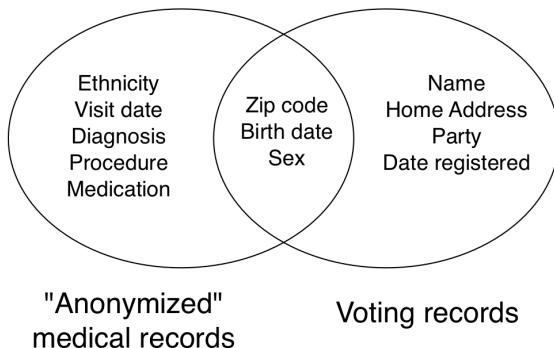 Ethnicity
Visit date
Diagnosis
Procedure
Medication
Zip code
Birth date
Sex
Name
Home Address
Party
Date registered
"Anonymized"
medical records
Voting records